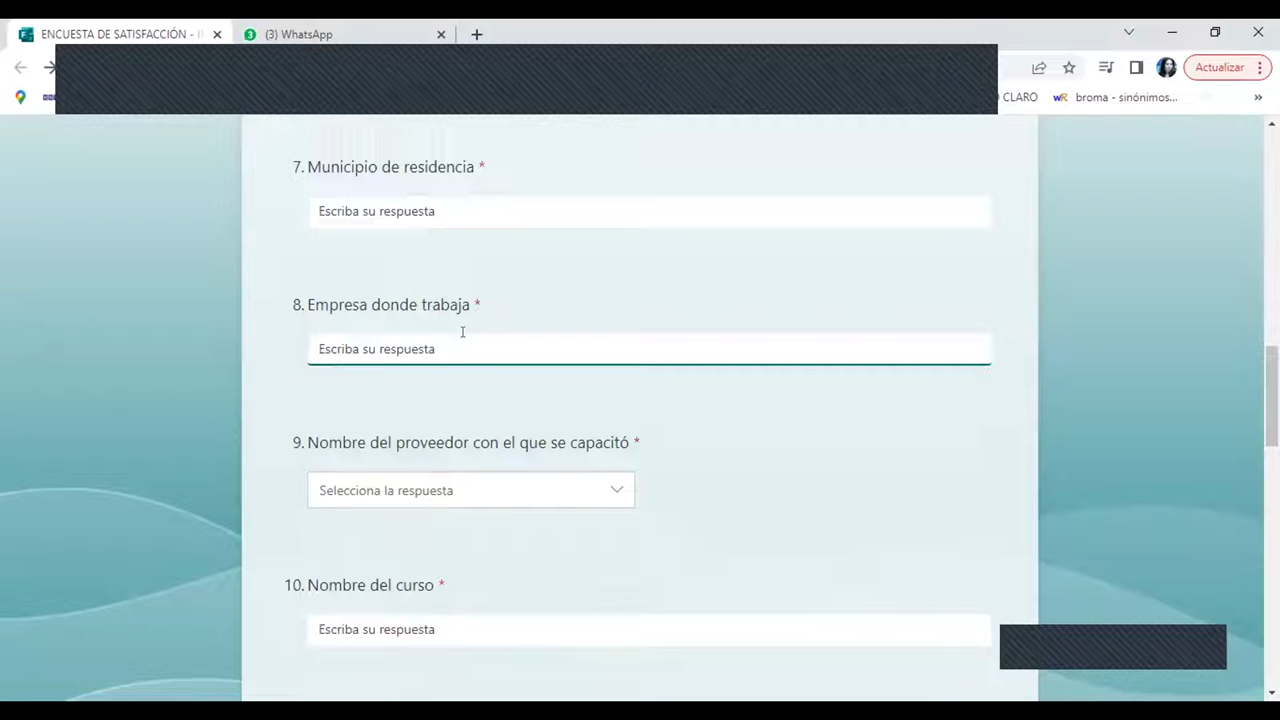 ENCUESTA DE SATISFACCIÓN -
3 (3) WhatsApp
Actualizar
CLARO wR broma - sinónimos... »
7. Municipio de residencia *
Escriba su respuesta
8. Empresa donde trabaja *
Escriba su respuesta
9. Nombre del proveedor con el que se capacitó *
Selecciona la respuesta
10. Nombre del curso *
Escriba su respuesta